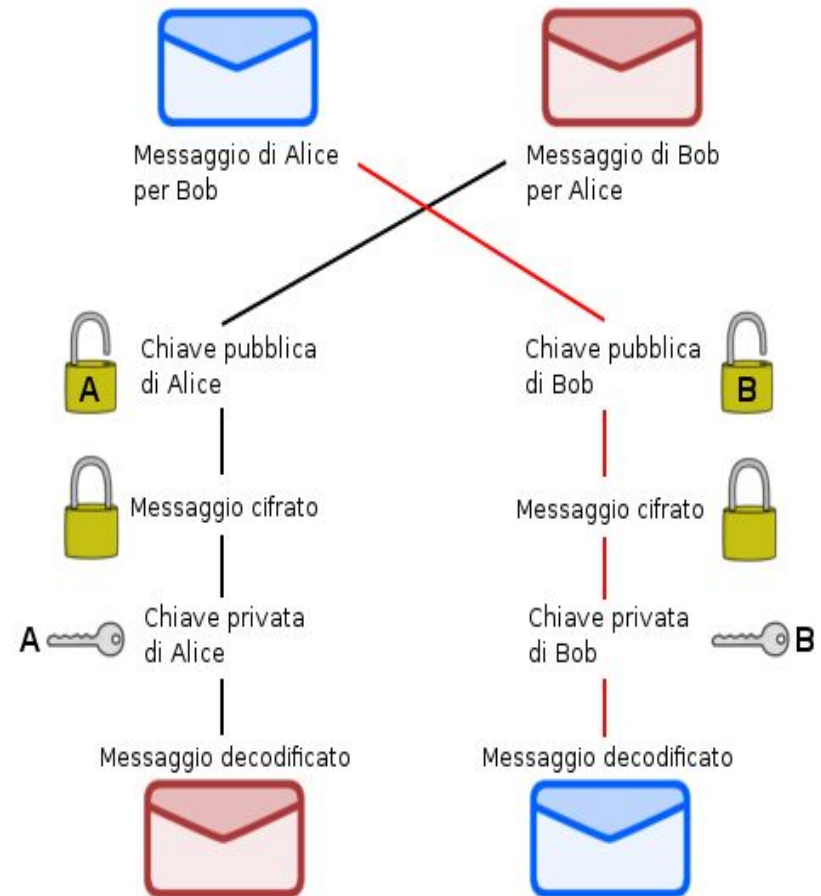 Messaggio di Alice
per Bob
Messaggio di Bob
per Alice
A
Chiave pubblica
di Alice
Chiave pubblica
di Bob
B
Messaggio cifrato
Messaggio cifrato
A
Chiave privata
di Alice
Chiave privata
di Bob
B
Messaggio decodificato
Messaggio decodificato